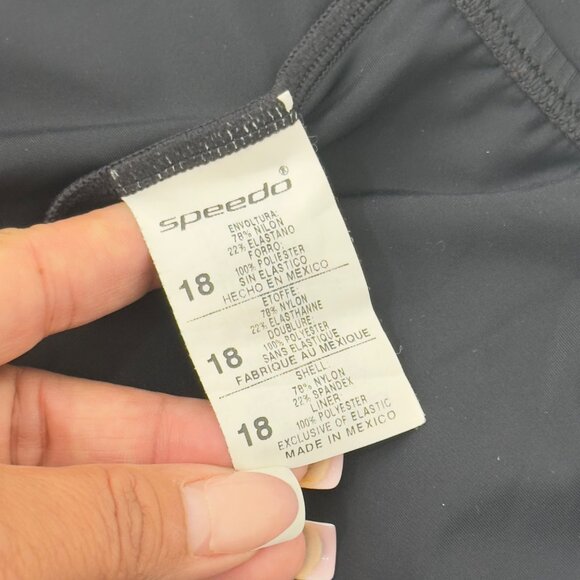 speedo®
ENVOLTURA:
78% NILON
22% ELASTANO
FORRO:
100% POLIESTER
SIN ELASTICO
18 HECHO EN MEXICO
ETOFFE:
78% NYLON
22% ELASTHANNE
DOUBLURE:
100% POLYESTER
SANS ELASTIQUE
18 FABRIQUE AU MEXIQUE
SHELL
78% NYLON
22% SPANDEX
LINER
100% POLYESTER
EXCLUSIVE OF ELASTIC
18 MADE IN MEXICO